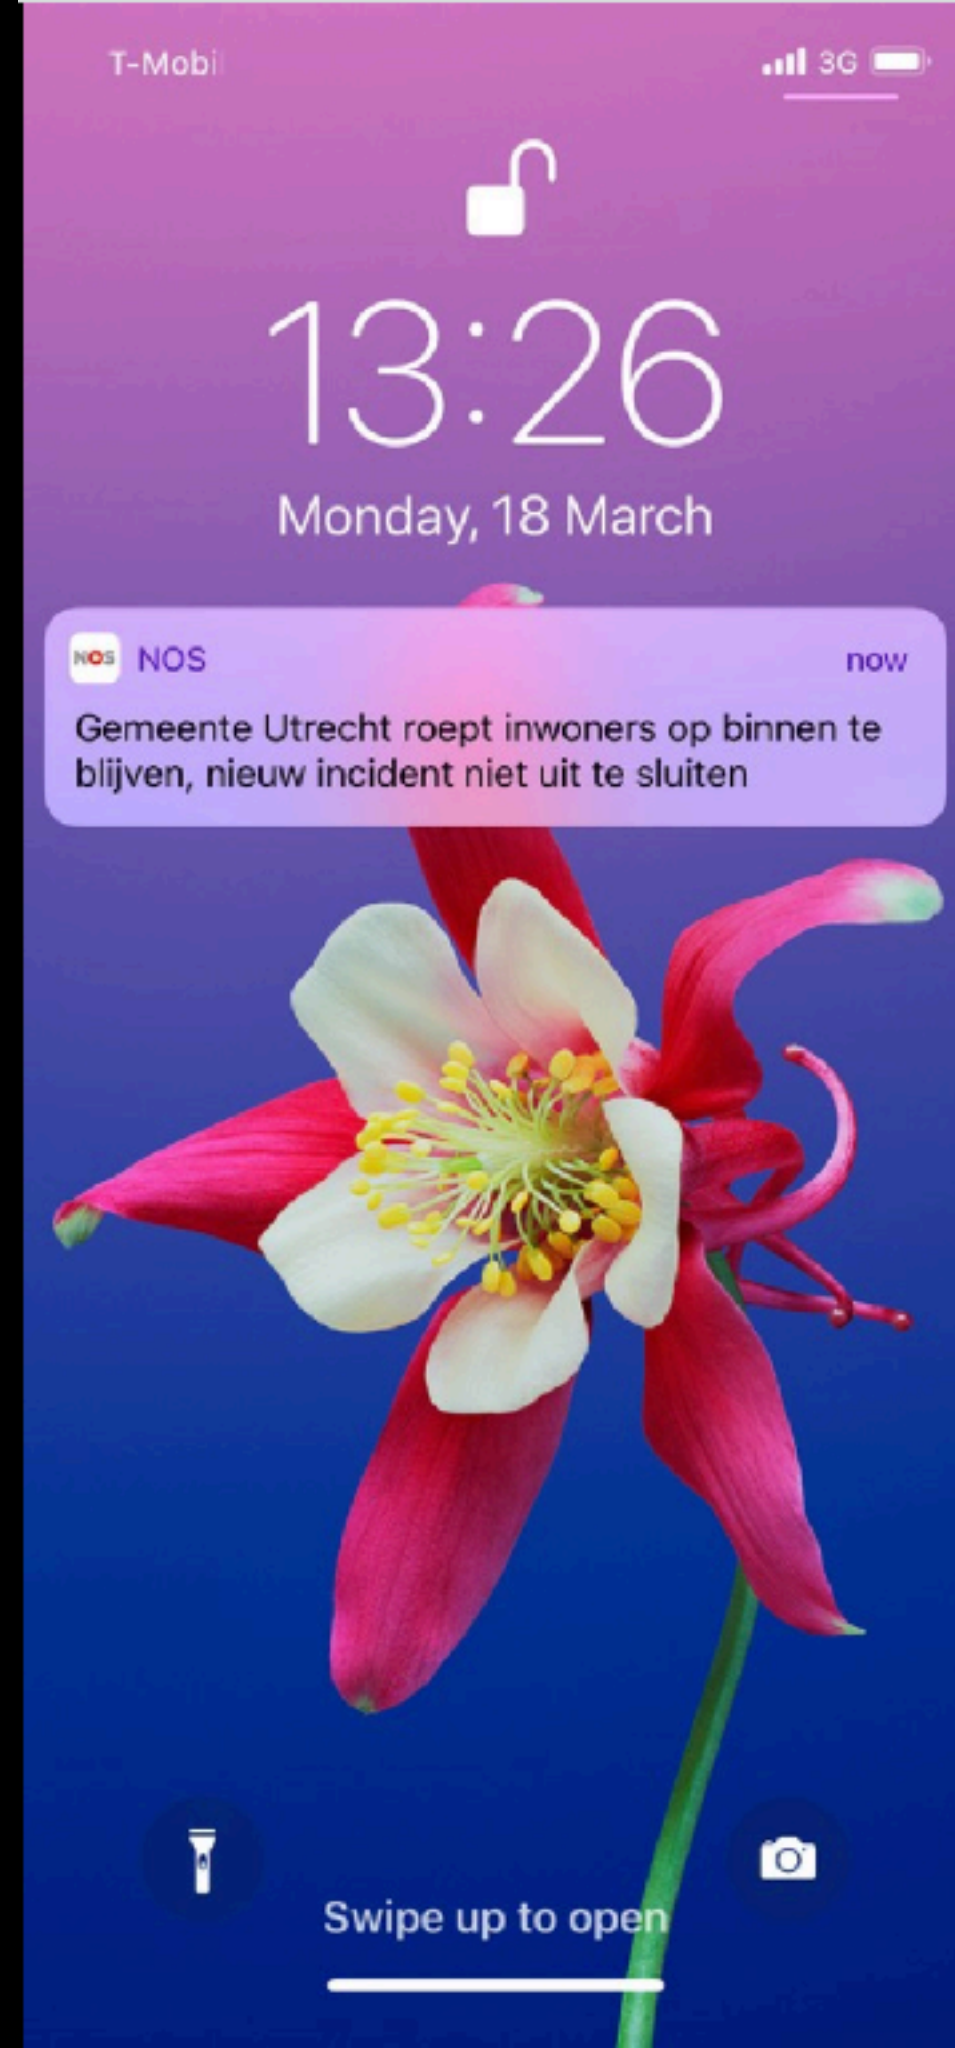 T-Mobil
3G
13:26
Monday, 18 March
NOS NOS now
Gemeente Utrecht roept inwoners op binnen te
blijven, nieuw incident niet uit te sluiten
Swipe up to open